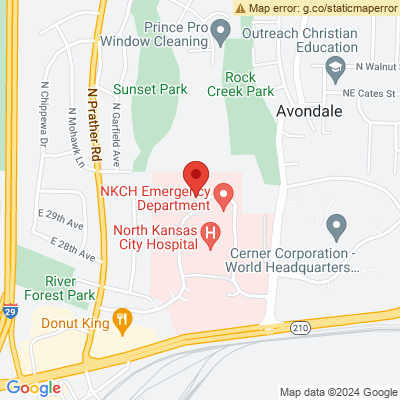 Map error: g.co/staticmaperror
Prince Pro
Window Cleaning
Outreach Christian
Education
N Walnut S
NE Cates St
Sunset Park
Rock
Creek Park
Avondale
N Chippewa Dr
N Mohawk Ln
N Prather Rd
N Garfield Ave
NKCH Emergency
Department
E 29th Ave
North Kansas
City Hospital
H
E 28th Ave
Cerner Corporation -
World Headquarters...
River
Forest Park
29
Donut King
210
Google
Map data ©2024 Google